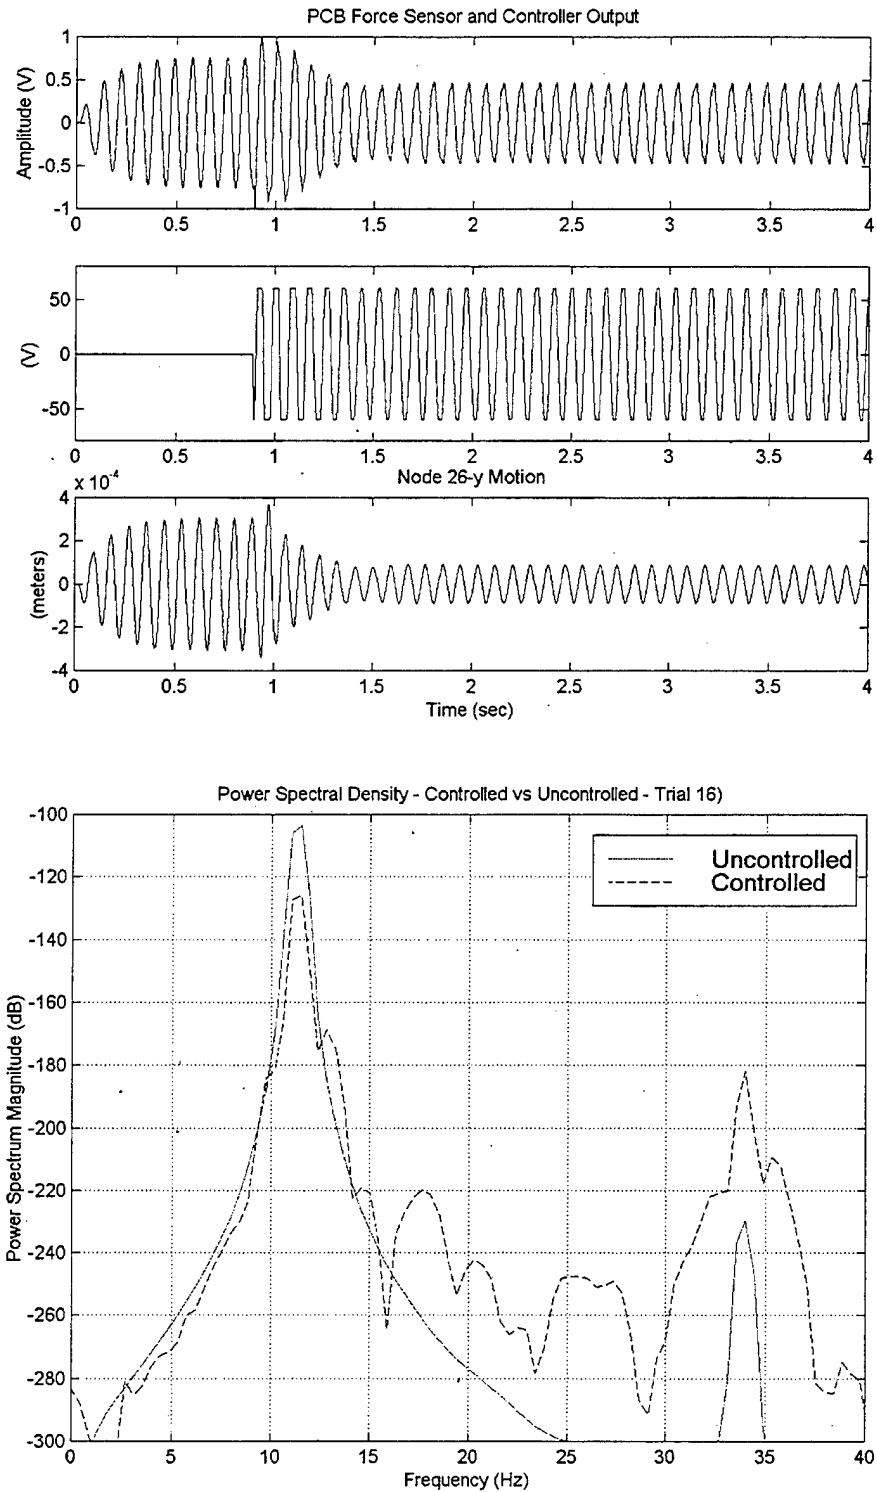 PCB Force Sensor and Controller Output
1
0.5
0
-0.5
-1
Amplitude (V)
0 0.5 1 1.5 2 2.5 3 3.5 4
50
0
-50
(V)
0 0.5 1 1.5 2 2.5 3 3.5 4
x 10-4
Node 26-y Motion
4
2
0
-2
-4
(meters)
0 0.5 1 1.5 2 2.5 3 3.5 4
Time (sec)
Power Spectral Density - Controlled vs Uncontrolled - Trial 16)
-100
-120
-140
-160
-180
-200
-220
-240
-260
-280
-300
Power Spectrum Magnitude (dB)
Uncontrolled
Controlled
0 5 10 15 20 25 30 35 40
Frequency (Hz)